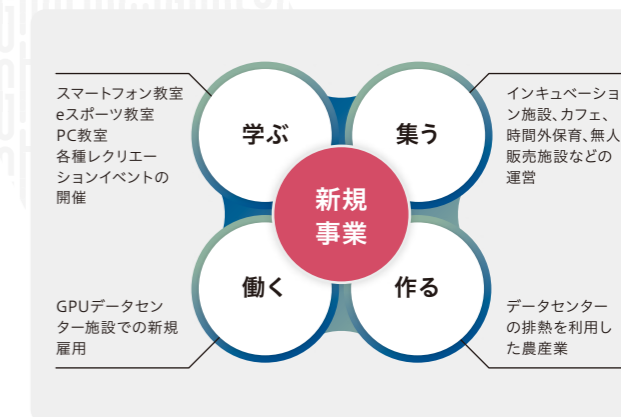 スマートフォン教室
eスポーツ教室
PC教室
各種レクリエー
ションイベントの
開催
学ぶ
集う
インキュベーショ
ン施設、カフェ、
時間外保育、無人
販売施設などの
運営
新規
事業
働く
作る
GPUデータセン
ター施設での新規
雇用
データセンター
の排熱を利用し
た農産業